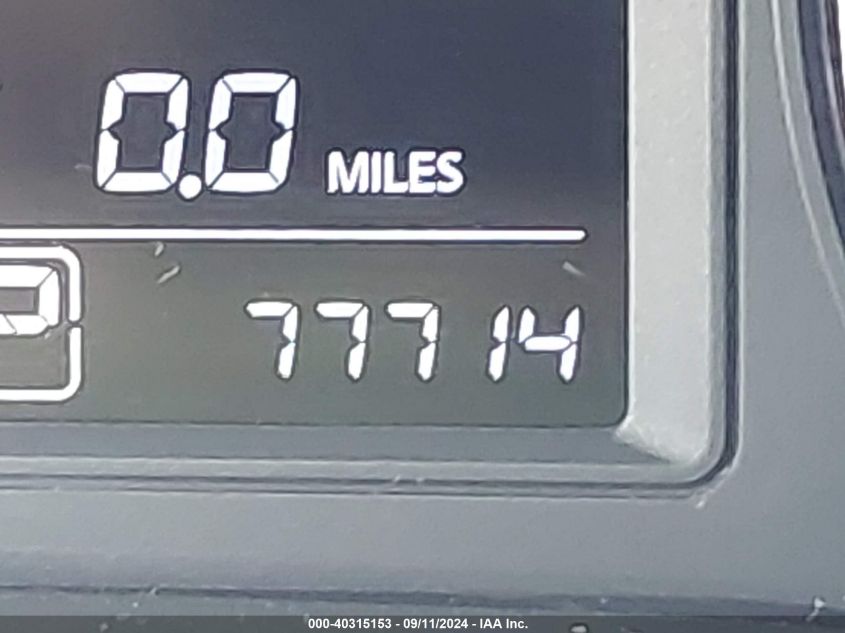 0.0 MILES
P
77714
000-40315153 - 09/11/2024 - IAA Inc.